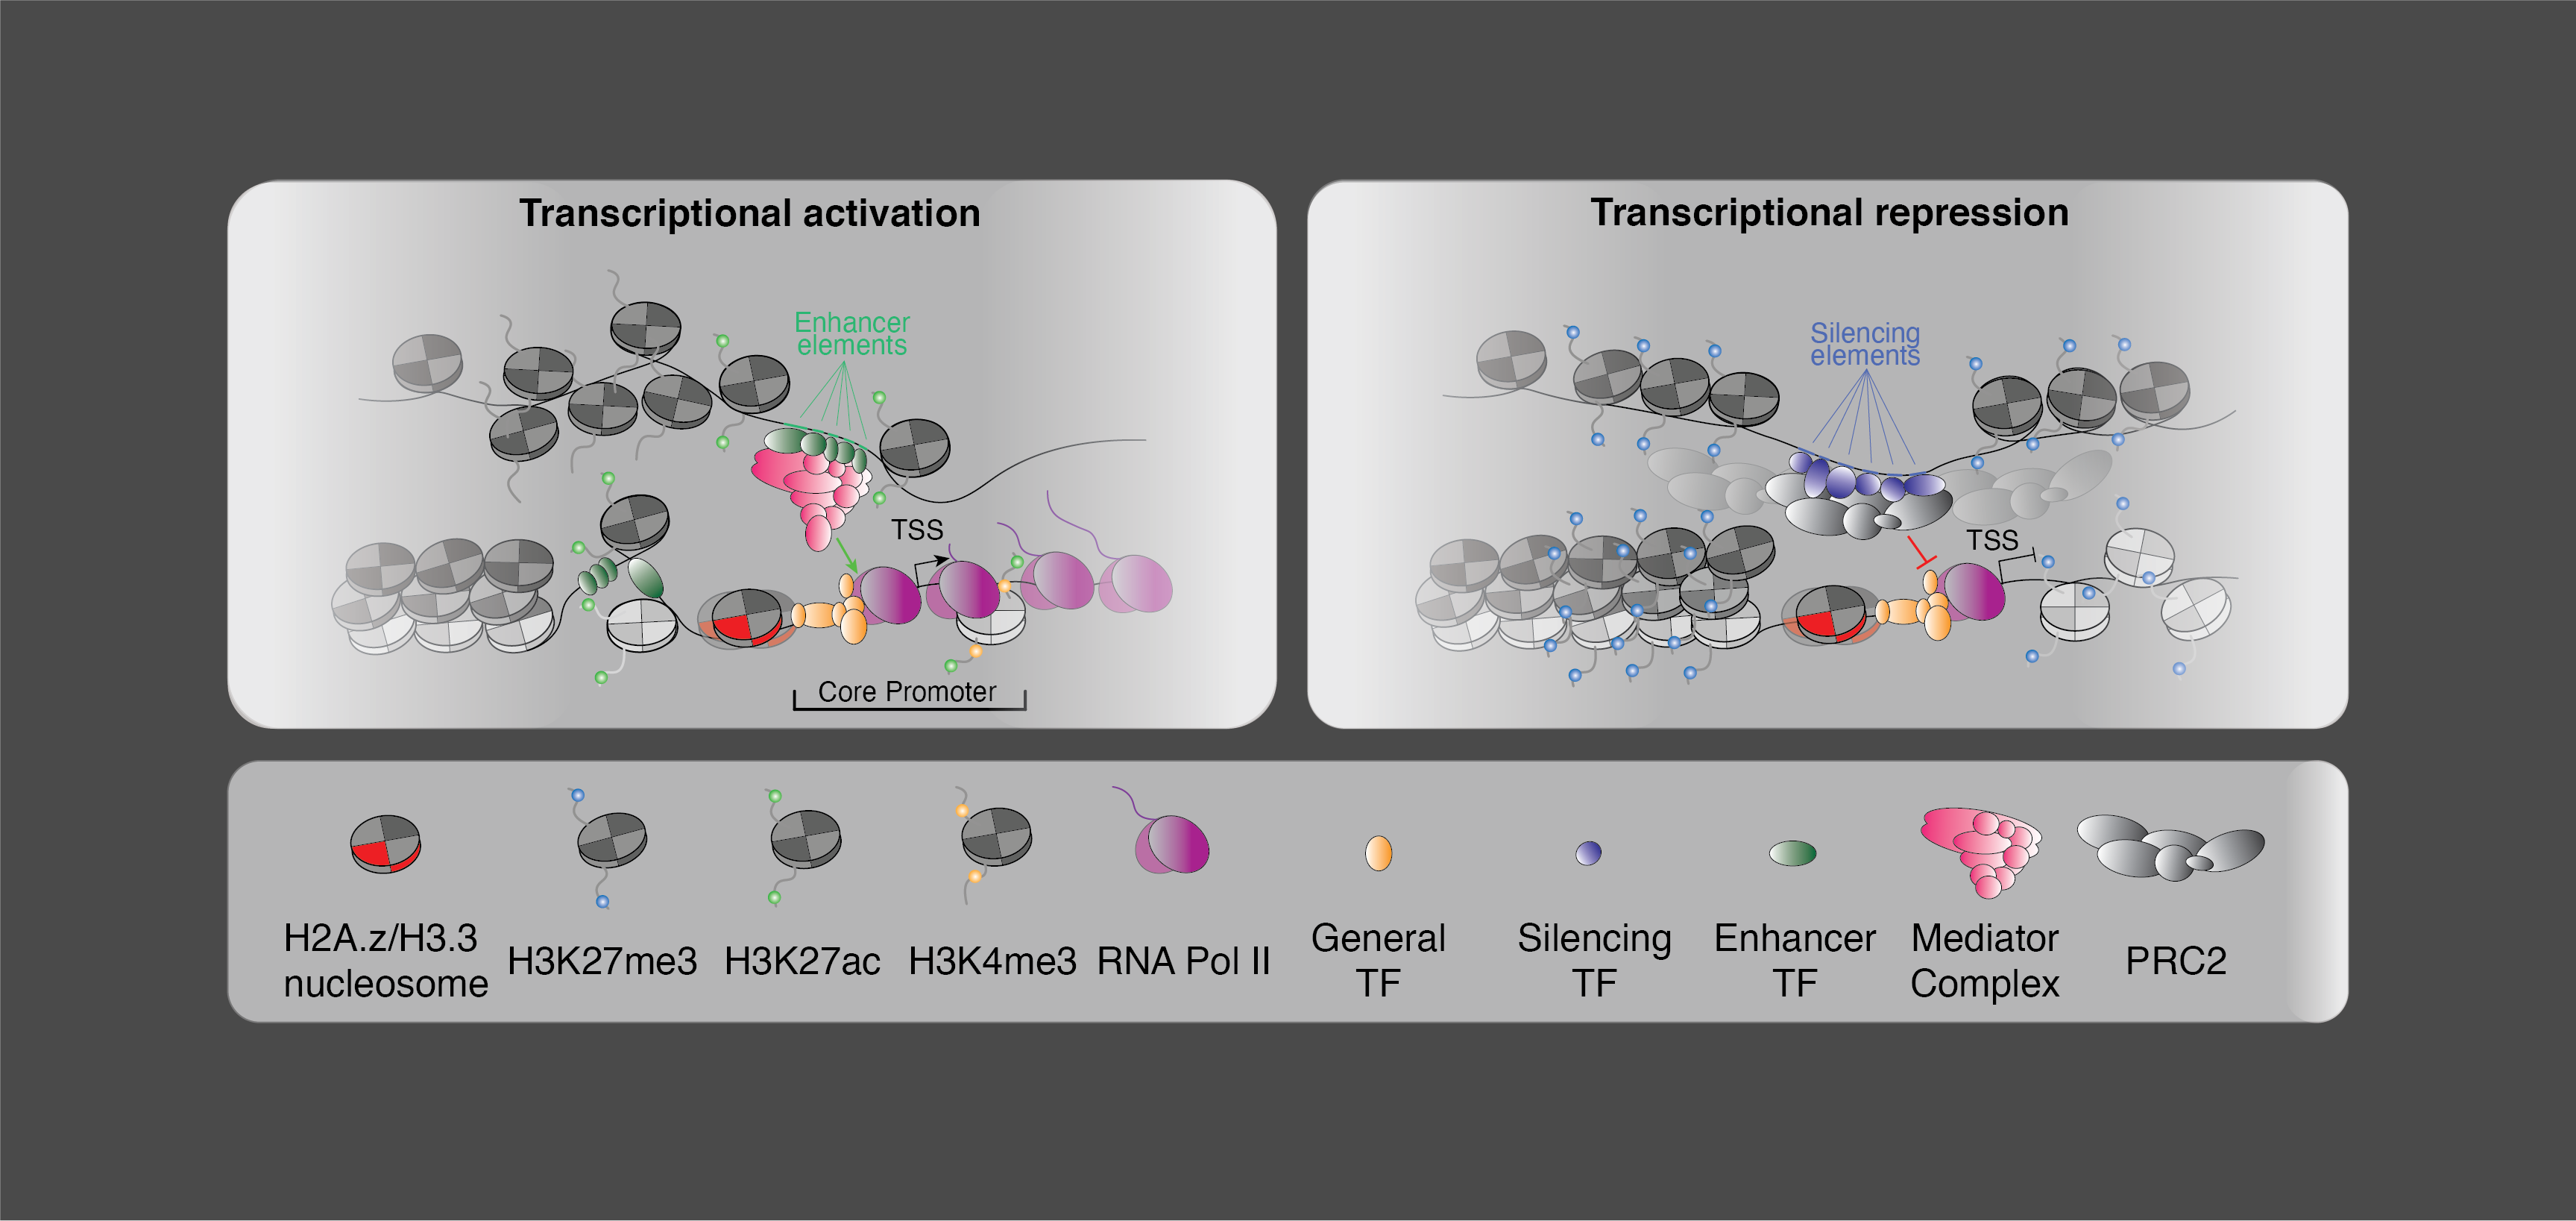 Transcriptional activation
Enhancer
elements
TSS
Core Promoter
Transcriptional repression
Silencing
elements
TSS
H2A.z/H3.3
nucleosome
H3K27me3
H3K27ac
H3K4me3
RNA Pol II
General
TF
Silencing
TF
Enhancer
TF
Mediator
Complex
PRC2